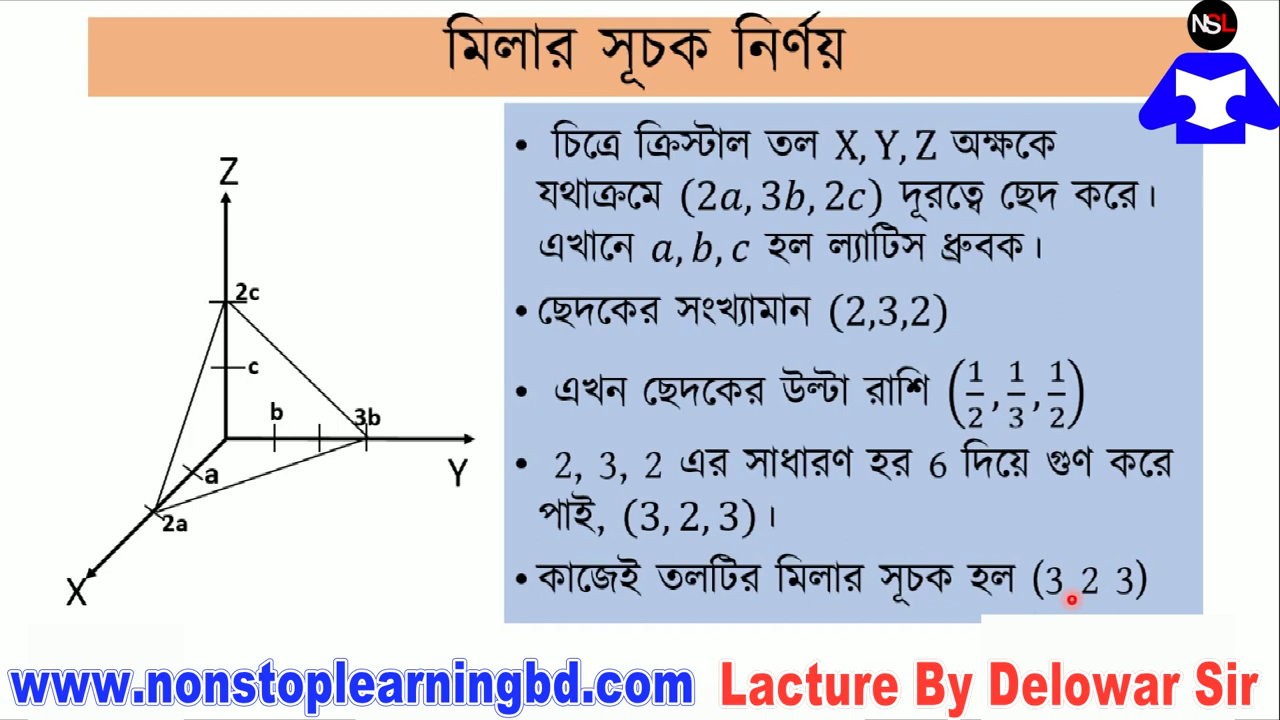 মিলার সূচক নির্ণয়
NSL
Z
2c
c
b
3b
Y
a
2a
X
• চিত্রে ক্রিস্টাল তল X, Y, Z অক্ষকে
যথাক্রমে (2a, 3b, 2c) দূরত্বে ছেদ করে।
এখানে a, b, c হল ল্যাটিস ধ্রুবক।
• ছেদকের সংখ্যামান (2,3,2)
• এখন ছেদকের উল্টা রাশি (1/2, 1/3, 1/2)
• 2, 3, 2 এর সাধারণ হর 6 দিয়ে গুণ করে
পাই, (3, 2, 3)।
• কাজেই তলটির মিলার সূচক হল (3 2 3)
www.nonstoplearningbd.com Lacture By Delowar Sir